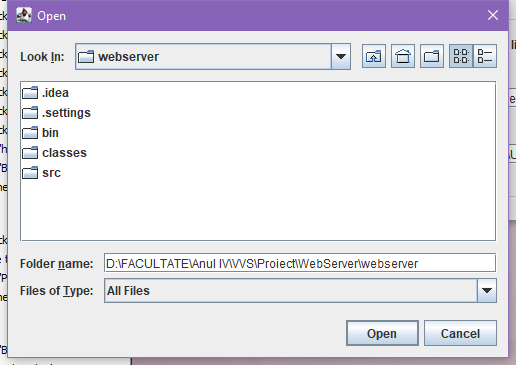 Open
Look In: webserver
.idea
.settings
bin
classes
src
Folder name: D:\FACULTATE\Anul IV\VVS\Proiect\WebServer\webserver
Files of Type: All Files
Open Cancel